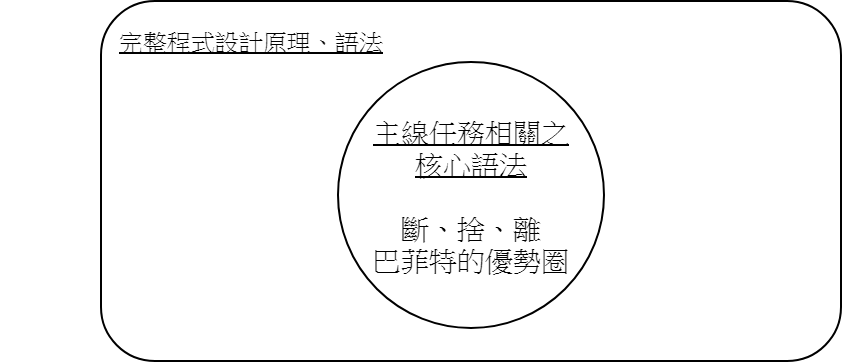 完整程式設計原理、語法
主線任務相關之
核心語法
斷、捨、離
巴菲特的優勢圈